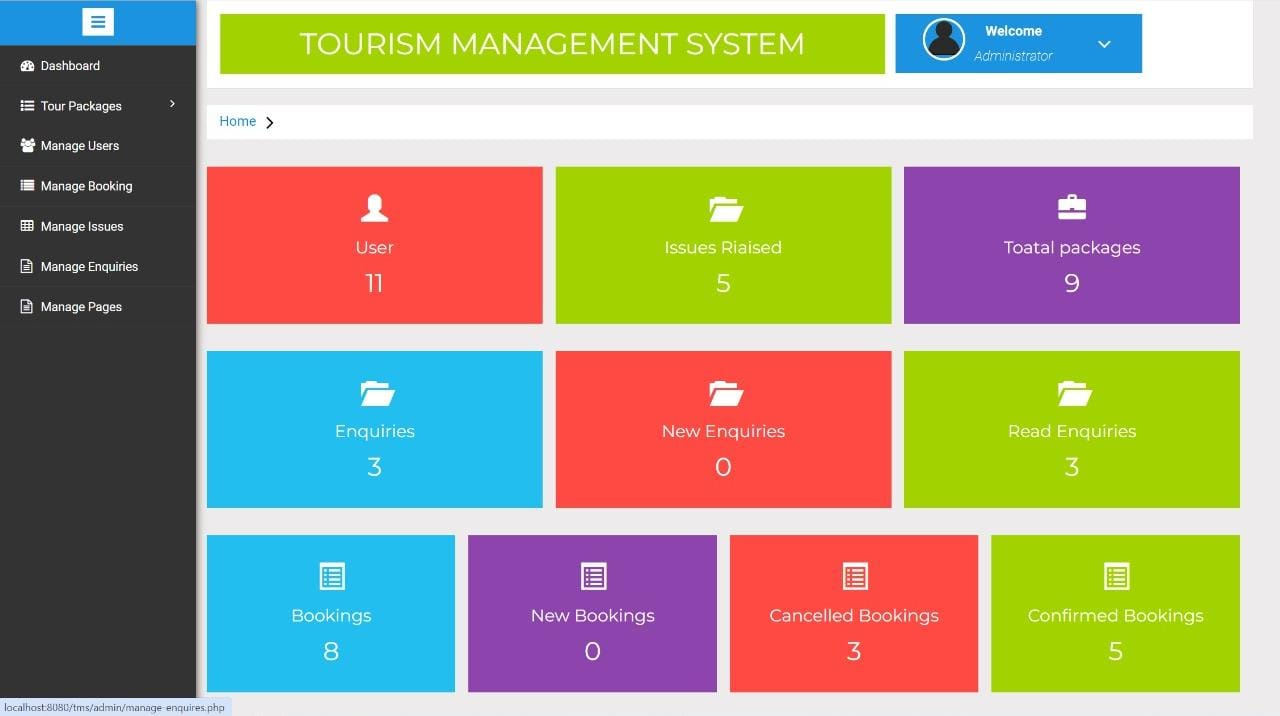 TOURISM MANAGEMENT SYSTEM
Welcome
Administrator
Dashboard
Tour Packages
Manage Users
Manage Booking
Manage Issues
Manage Enquiries
Manage Pages
Home
User
11
Issues Riaised
5
Toatal packages
9
Enquiries
3
New Enquiries
0
Read Enquiries
3
Bookings
8
New Bookings
0
Cancelled Bookings
3
Confirmed Bookings
5
localhost:8080/tms/admin/manage-enquires.php